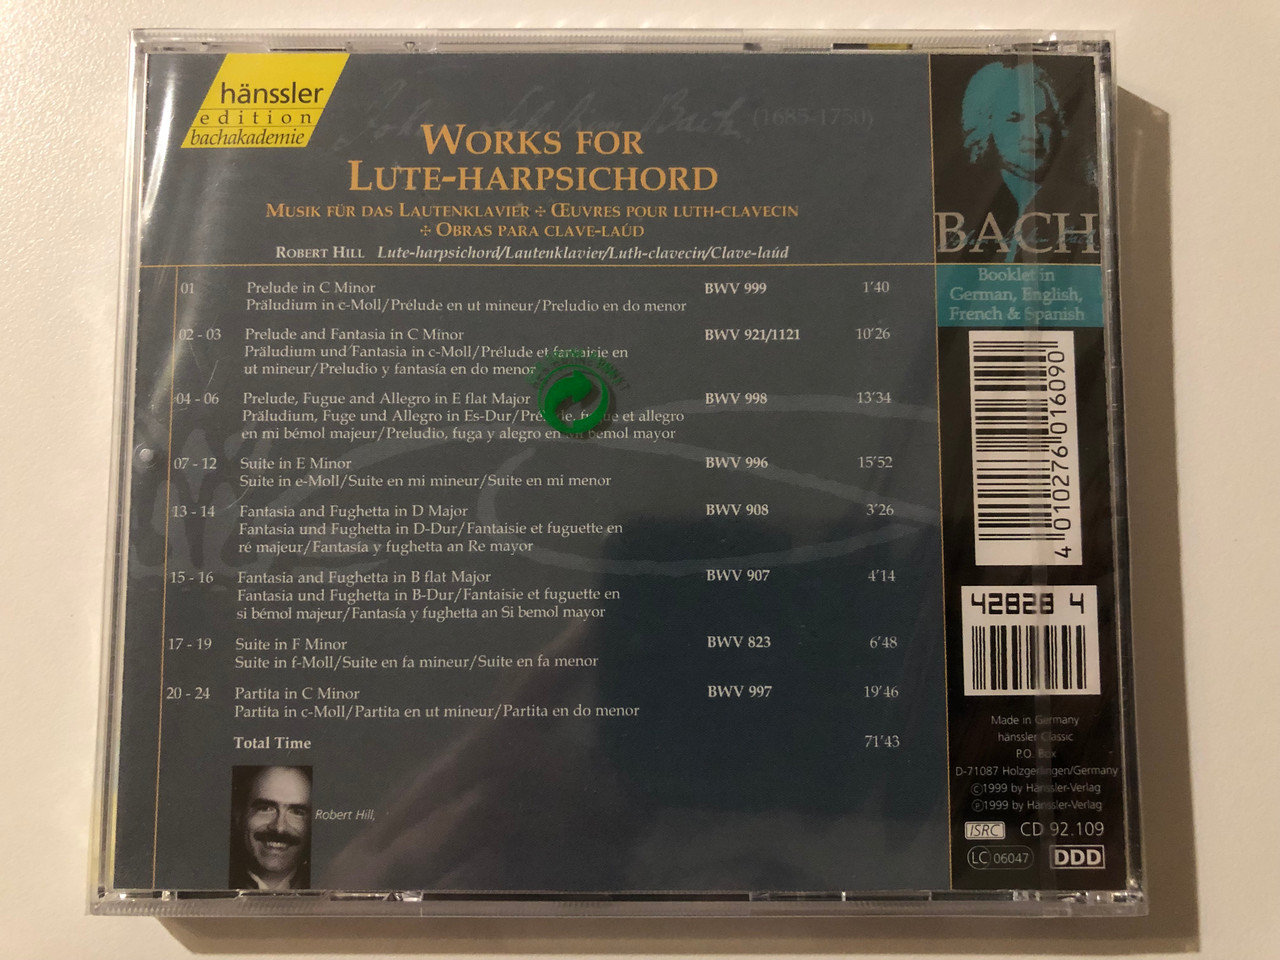 hänssler
edition
bachakademie
(1685-1750)
WORKS FOR
LUTE-HARPSICHORD
MUSIK FÜR DAS LAUTENKLAVIER ✢ ŒUVRES POUR LUTH-CLAVECIN
✢ OBRAS PARA CLAVE-LAÚD
ROBERT HILL Lute-harpsichord/Lautenklavier/Luth-clavecin/Clave-laúd
01 Prelude in C Minor BWV 999 1'40
Präludium in c-Moll/Prélude en ut mineur/Preludio en do menor
02 - 03 Prelude and Fantasia in C Minor BWV 921/1121 10'26
Präludium und Fantasia in c-Moll/Prélude et fantaisie en
ut mineur/Preludio y fantasía en do menor
04 - 06 Prelude, Fugue and Allegro in E flat Major BWV 998 13'34
Präludium, Fuge und Allegro in Es-Dur/Prélude, fugue et allegro
en mi bémol majeur/Preludio, fuga y alegro en bemol mayor
07 - 12 Suite in E Minor BWV 996 15'52
Suite in e-Moll/Suite en mi mineur/Suite en mi menor
13 - 14 Fantasia and Fughetta in D Major BWV 908 3'26
Fantasia und Fughetta in D-Dur/Fantaisie et fuguette en
ré majeur/Fantasía y fughetta an Re mayor
15 - 16 Fantasia and Fughetta in B flat Major BWV 907 4'14
Fantasia und Fughetta in B-Dur/Fantaisie et fuguette en
si bémol majeur/Fantasía y fughetta an Si bemol mayor
17 - 19 Suite in F Minor BWV 823 6'48
Suite in f-Moll/Suite en fa mineur/Suite en fa menor
20 - 24 Partita in C Minor BWV 997 19'46
Partita in c-Moll/Partita en ut mineur/Partita en do menor
Total Time 71'43
Robert Hill,
BACH
Booklet in
German, English,
French & Spanish
4 010276 016090
42828 4
Made in Germany
hänssler Classic
P.O. Box
D-71087 Holzgerlingen/Germany
©1999 by Hänssler-Verlag
℗1999 by Hänssler-Verlag
ISRC CD 92.109
LC 06047 DDD